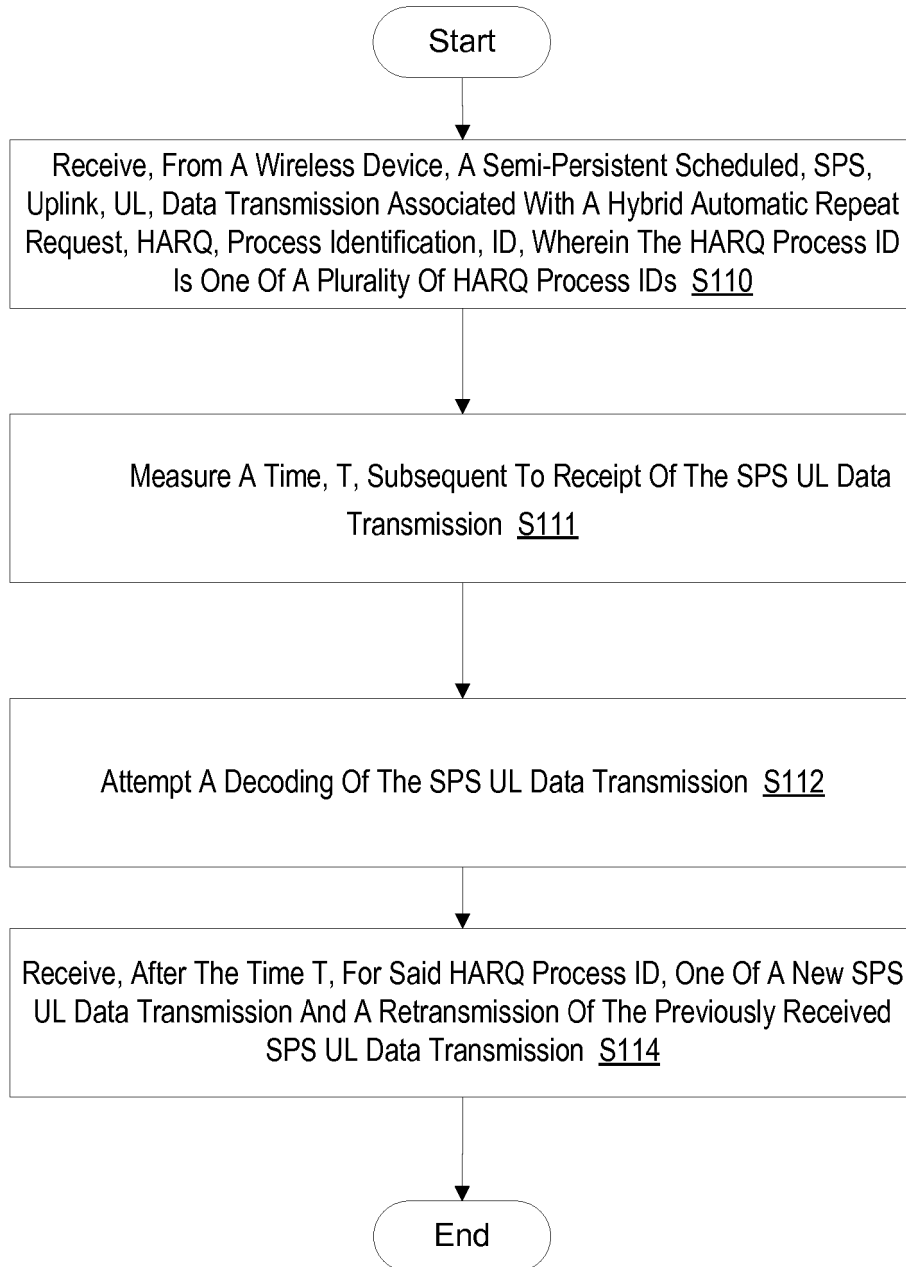 Start
Receive, From A Wireless Device, A Semi-Persistent Scheduled, SPS,
Uplink, UL, Data Transmission Associated With A Hybrid Automatic Repeat
Request, HARQ, Process Identification, ID, Wherein The HARQ Process ID
Is One Of A Plurality Of HARQ Process IDs S110
Measure A Time, T, Subsequent To Receipt Of The SPS UL Data
Transmission S111
Attempt A Decoding Of The SPS UL Data Transmission S112
Receive, After The Time T, For Said HARQ Process ID, One Of A New SPS
UL Data Transmission And A Retransmission Of The Previously Received
SPS UL Data Transmission S114
End